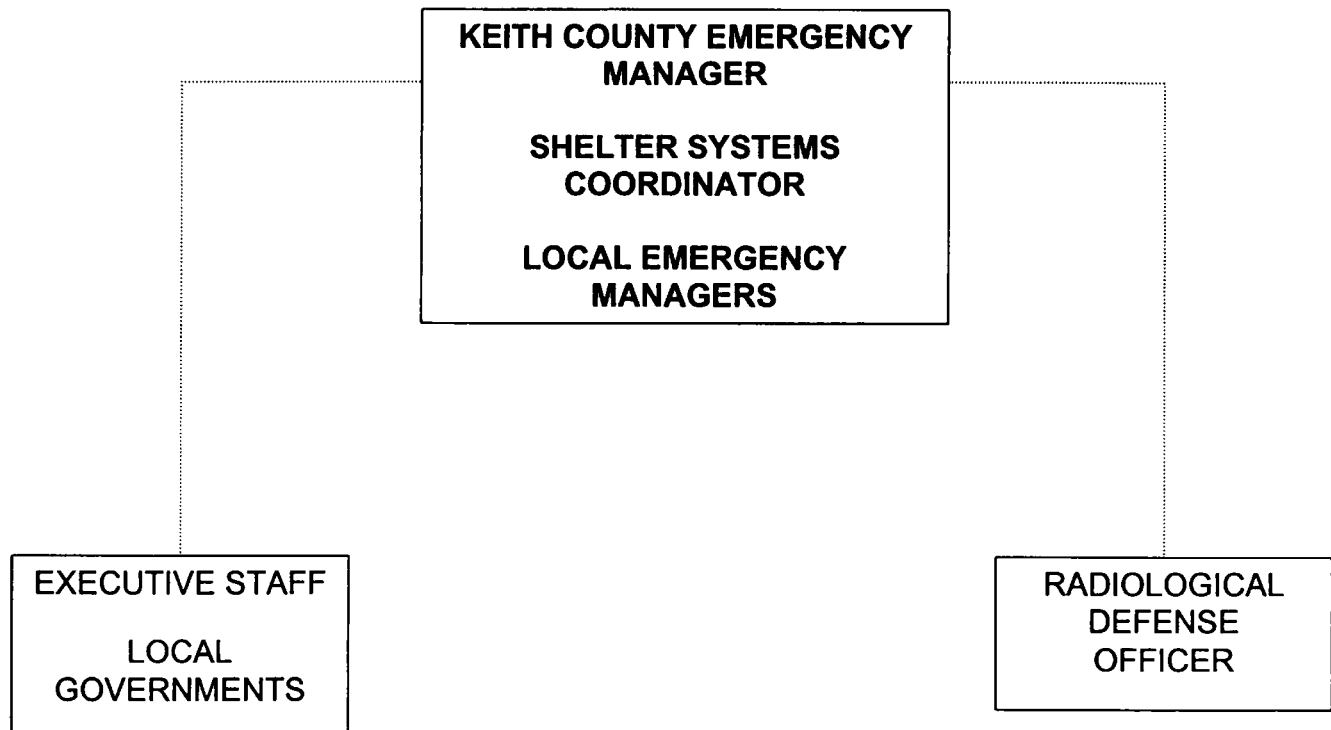 KEITH COUNTY EMERGENCY
MANAGER
SHELTER SYSTEMS
COORDINATOR
LOCAL EMERGENCY
MANAGERS
EXECUTIVE STAFF
LOCAL
GOVERNMENTS
RADIOLOGICAL
DEFENSE
OFFICER